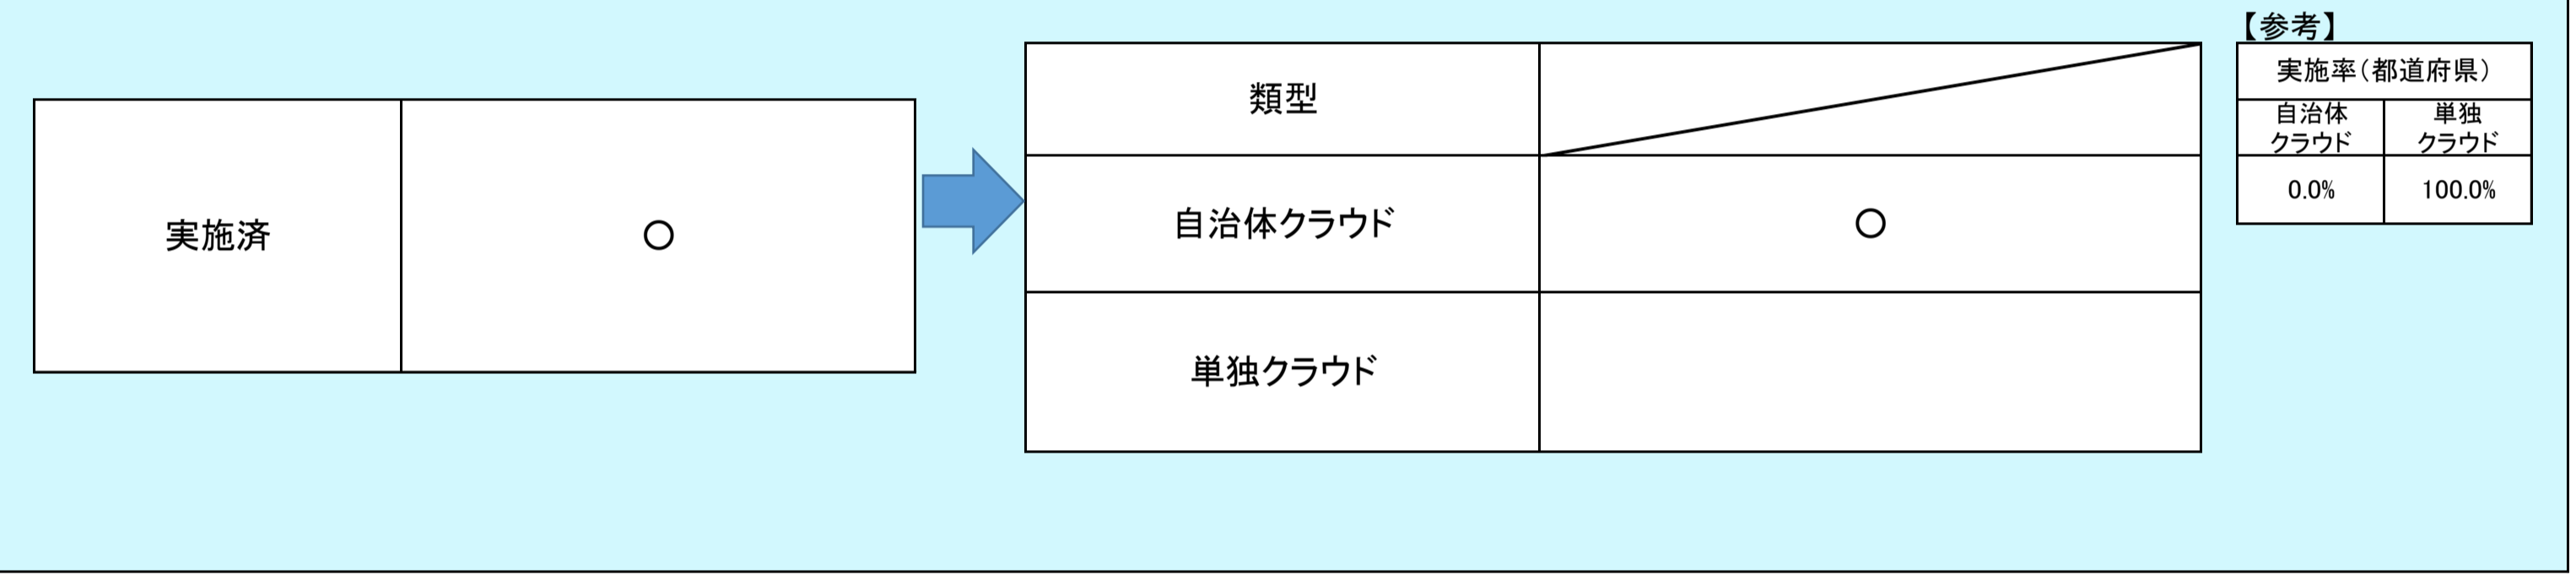 実施済 ○
類型
自治体クラウド ○
単独クラウド
【参考】
実施率（都道府県）
自治体
クラウド
単独
クラウド
0.0% 100.0%